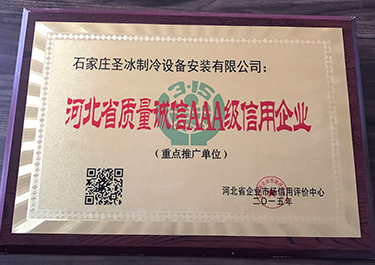 石家庄圣冰制冷设备安装有限公司：
3·15
河北省质量诚信AAA级信用企业
（重点推广单位）
河北省企业市场信用评价中心
二〇一五年